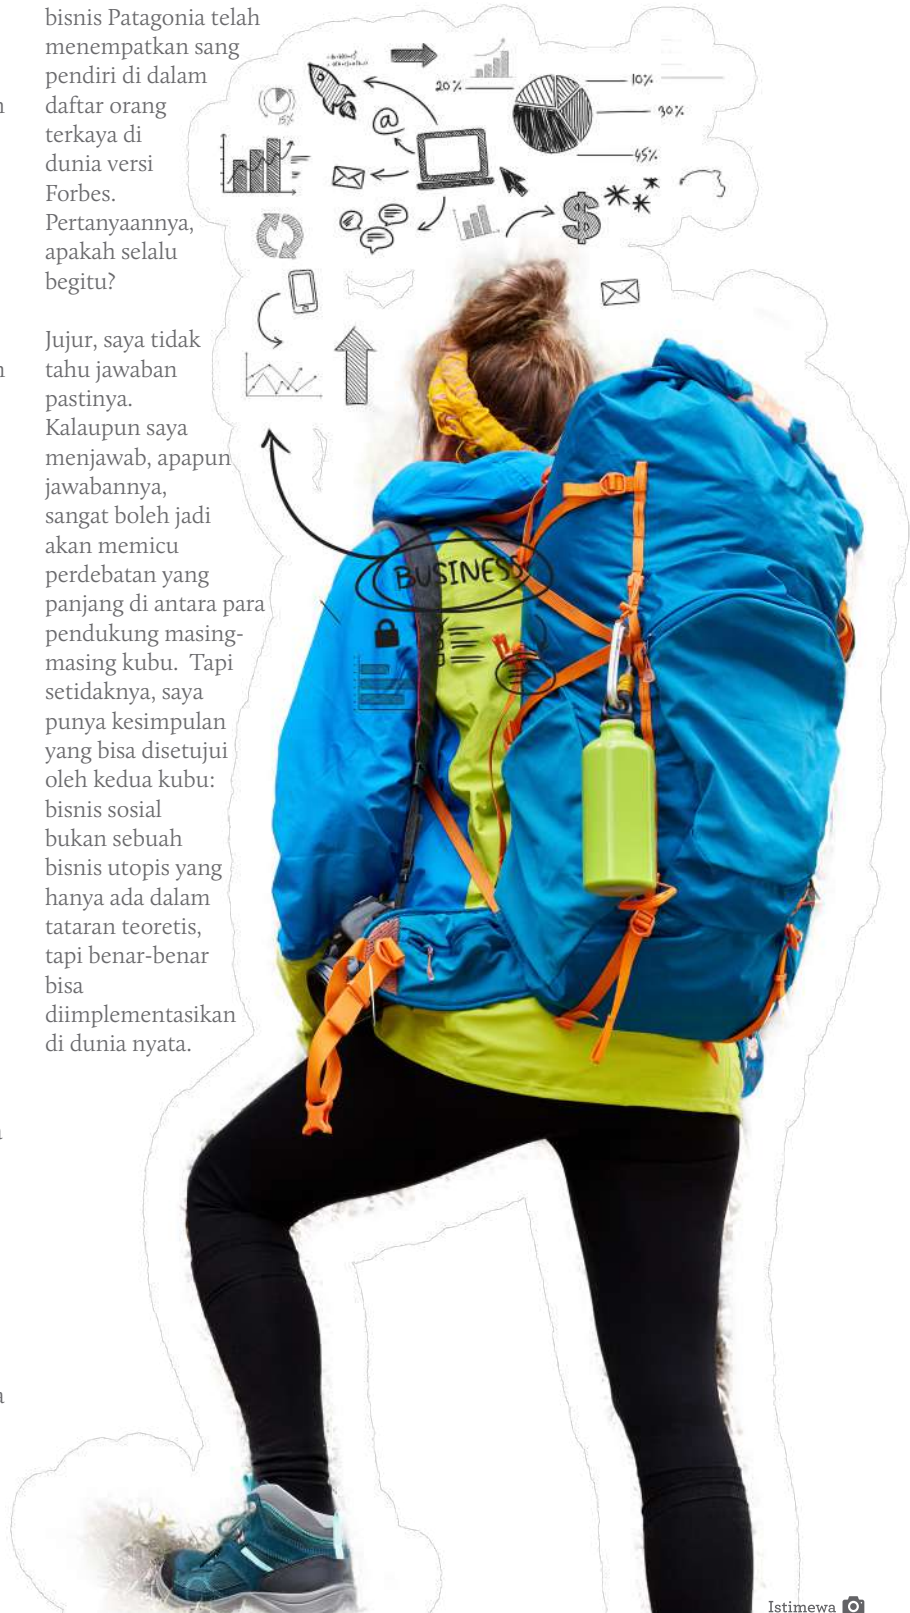 bisnis Patagonia telah
menempatkan sang
pendiri di dalam
daftar orang
terkaya di
dunia versi
Forbes.
Pertanyaannya,
apakah selalu
begitu?
Jujur, saya tidak
tahu jawaban
pastinya.
Kalaupun saya
menjawab, apapun
jawabannya,
sangat boleh jadi
akan memicu
perdebatan yang
panjang di antara para
pendukung masing-
masing kubu. Tapi
setidaknya, saya
punya kesimpulan
yang bisa disetujui
oleh kedua kubu:
bisnis sosial
bukan sebuah
bisnis utopis yang
hanya ada dalam
tataran teoretis,
tapi benar-benar
bisa
diimplementasikan
di dunia nyata.
20%
10%
30%
45%
15%
@
$
BUSINESS
Istimewa